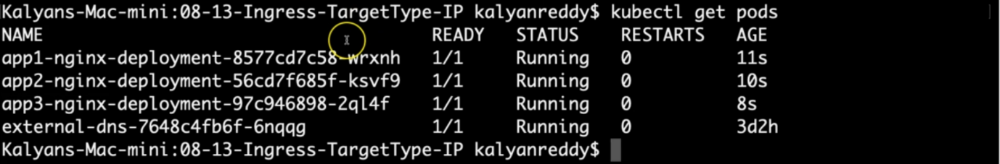 Kalyans-Mac-mini:08-13-Ingress-TargetType-IP kalyanreddy$ kubectl get pods
NAME READY STATUS RESTARTS AGE
app1-nginx-deployment-8577cd7c58-wrxnh 1/1 Running 0 11s
app2-nginx-deployment-56cd7f685f-ksvf9 1/1 Running 0 10s
app3-nginx-deployment-97c946898-2ql4f 1/1 Running 0 8s
external-dns-7648c4fb6f-6nqqg 1/1 Running 0 3d2h
Kalyans-Mac-mini:08-13-Ingress-TargetType-IP kalyanreddy$